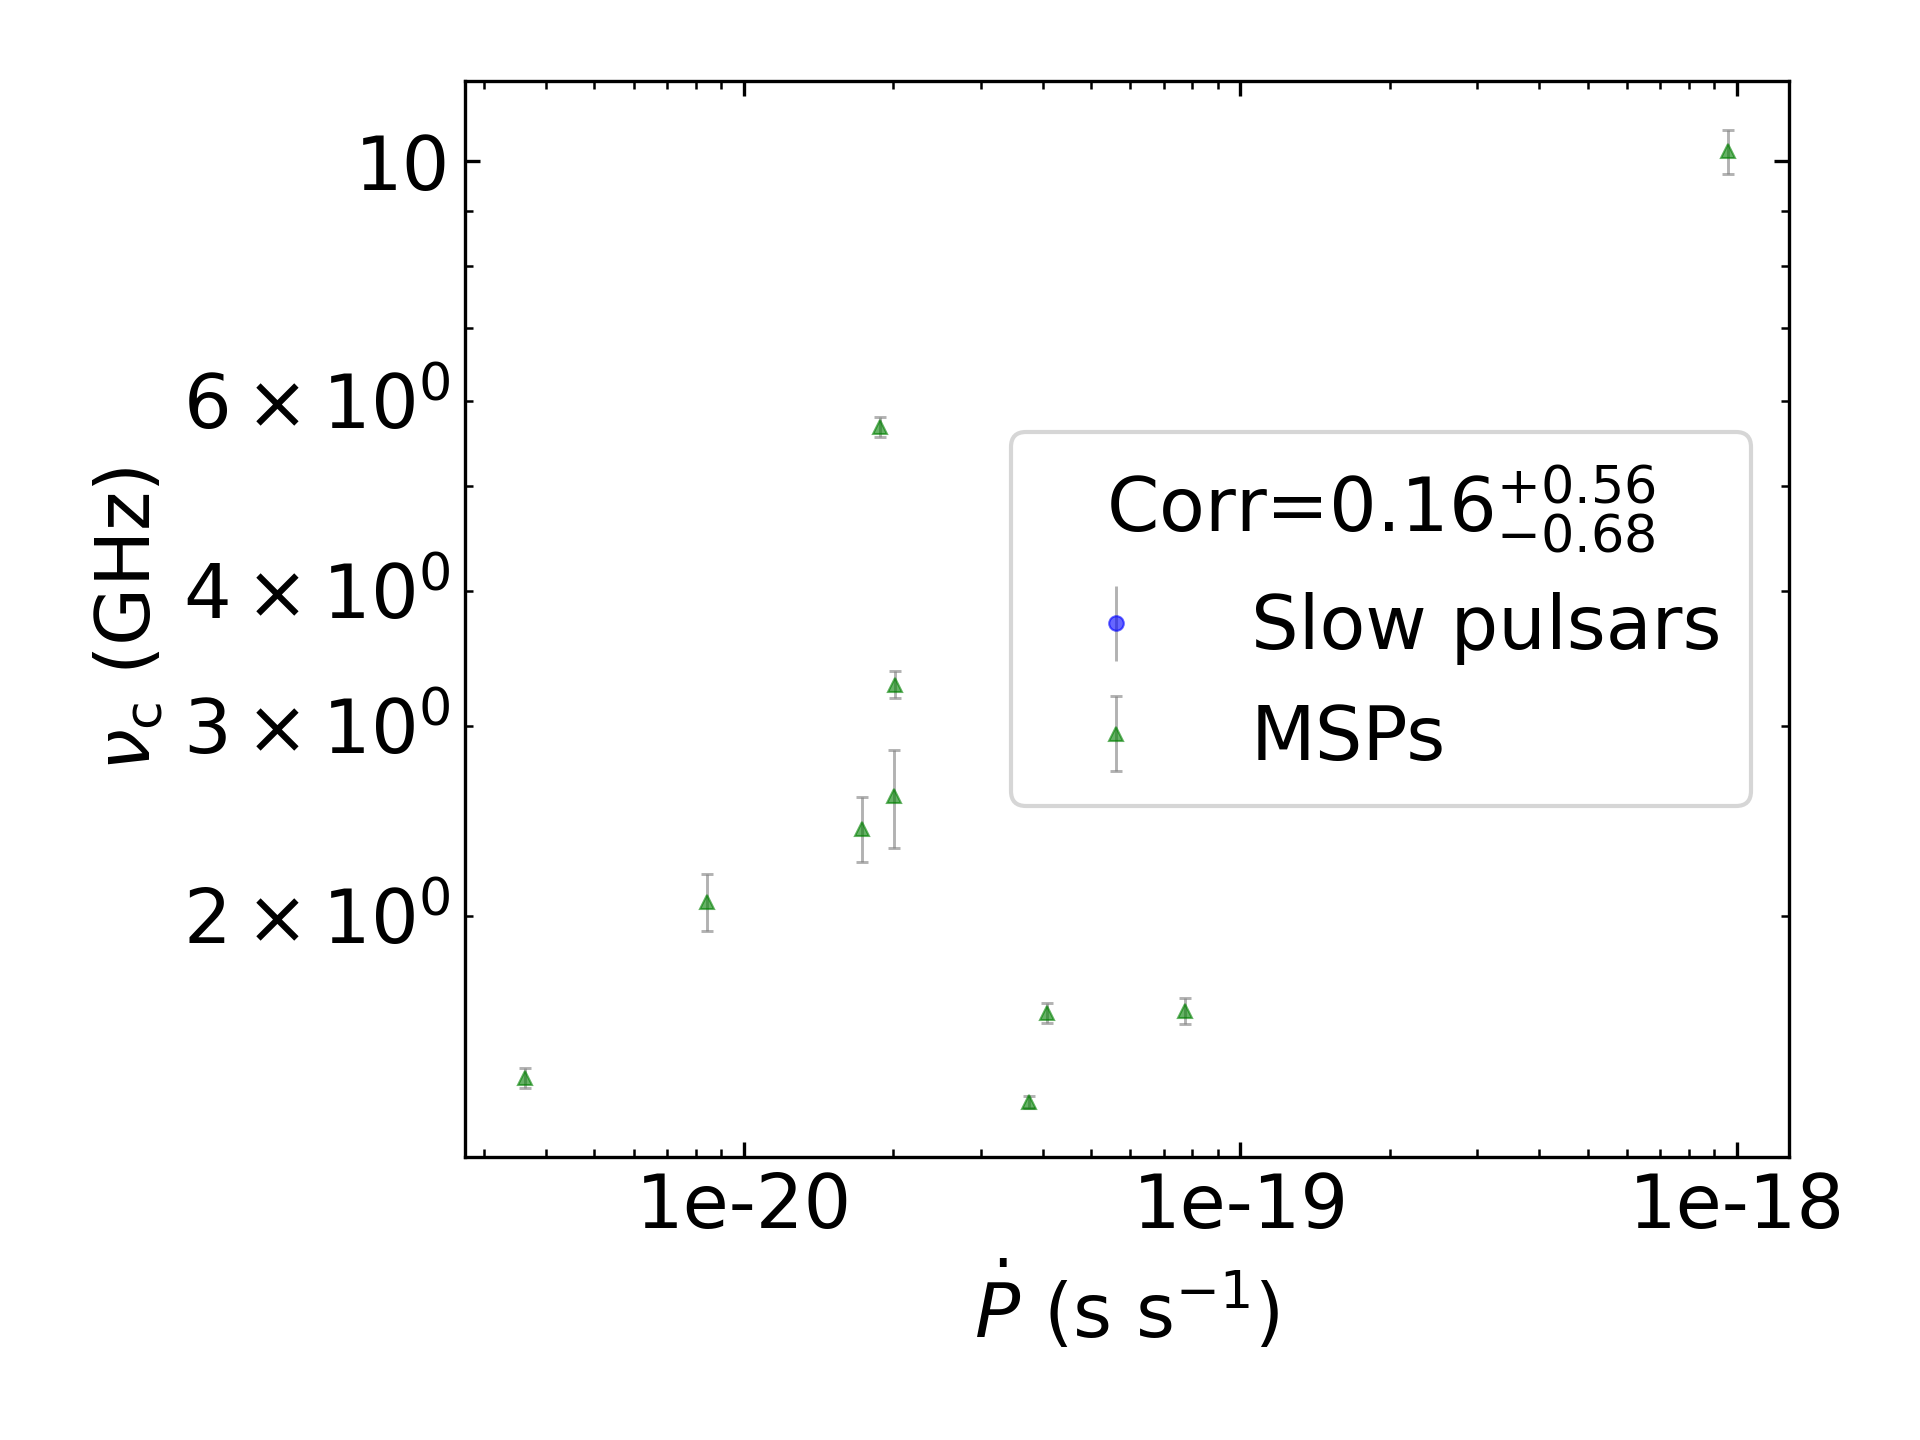 10
6 × 10⁰
4 × 10⁰
3 × 10⁰
2 × 10⁰
ν_c (GHz)
Corr=0.16^{+0.56}_{−0.68}
Slow pulsars
MSPs
1e-20 1e-19 1e-18
Ṗ (s s⁻¹)